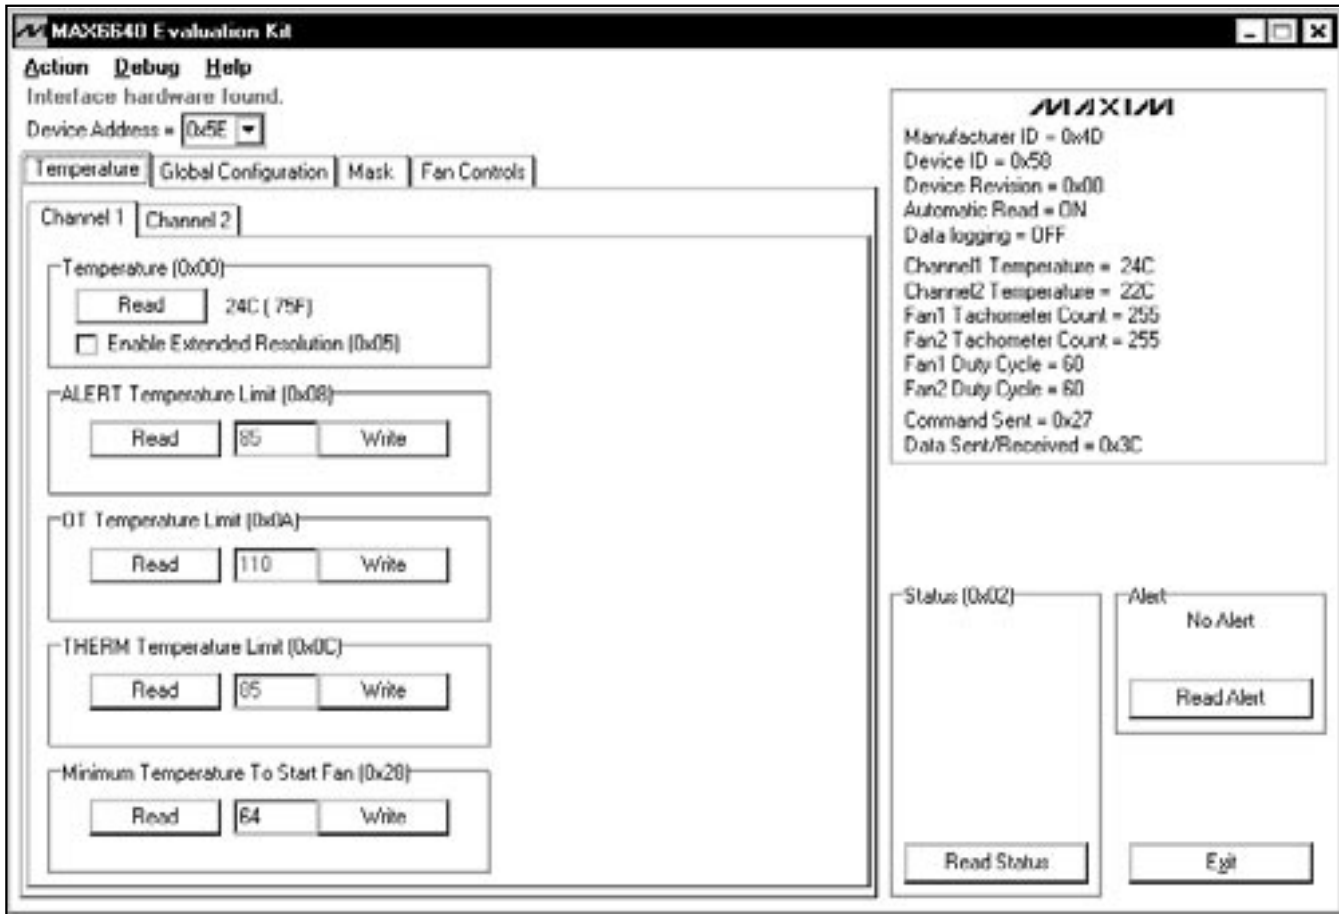 MAX6640 Evaluation Kit
Action Debug Help
Interface hardware found.
Device Address = 0x5E
Temperature Global Configuration Mask Fan Controls
Channel 1 Channel 2
Temperature (0x00)
Read 24C ( 75F)
Enable Extended Resolution (0x05)
ALERT Temperature Limit (0x08)
Read 85 Write
OT Temperature Limit (0x0A)
Read 110 Write
THERM Temperature Limit (0x0C)
Read 85 Write
Minimum Temperature To Start Fan (0x28)
Read 64 Write
MAXIM
Manufacturer ID = 0x4D
Device ID = 0x58
Device Revision = 0x00
Automatic Read = ON
Data logging = OFF
Channel1 Temperature = 24C
Channel2 Temperature = 22C
Fan1 Tachometer Count = 255
Fan2 Tachometer Count = 255
Fan1 Duty Cycle = 60
Fan2 Duty Cycle = 60
Command Sent = 0x27
Data Sent/Received = 0x3C
Status (0x02)
Read Status
Alert
No Alert
Read Alert
Exit